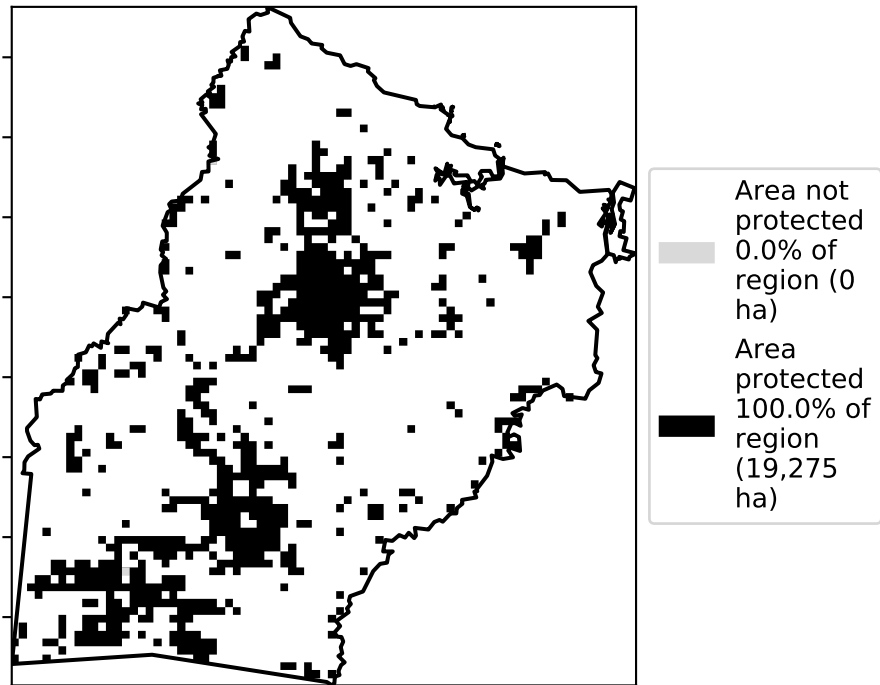 Area not
protected
0.0% of
region (0
ha)
Area
protected
100.0% of
region
(19,275
ha)